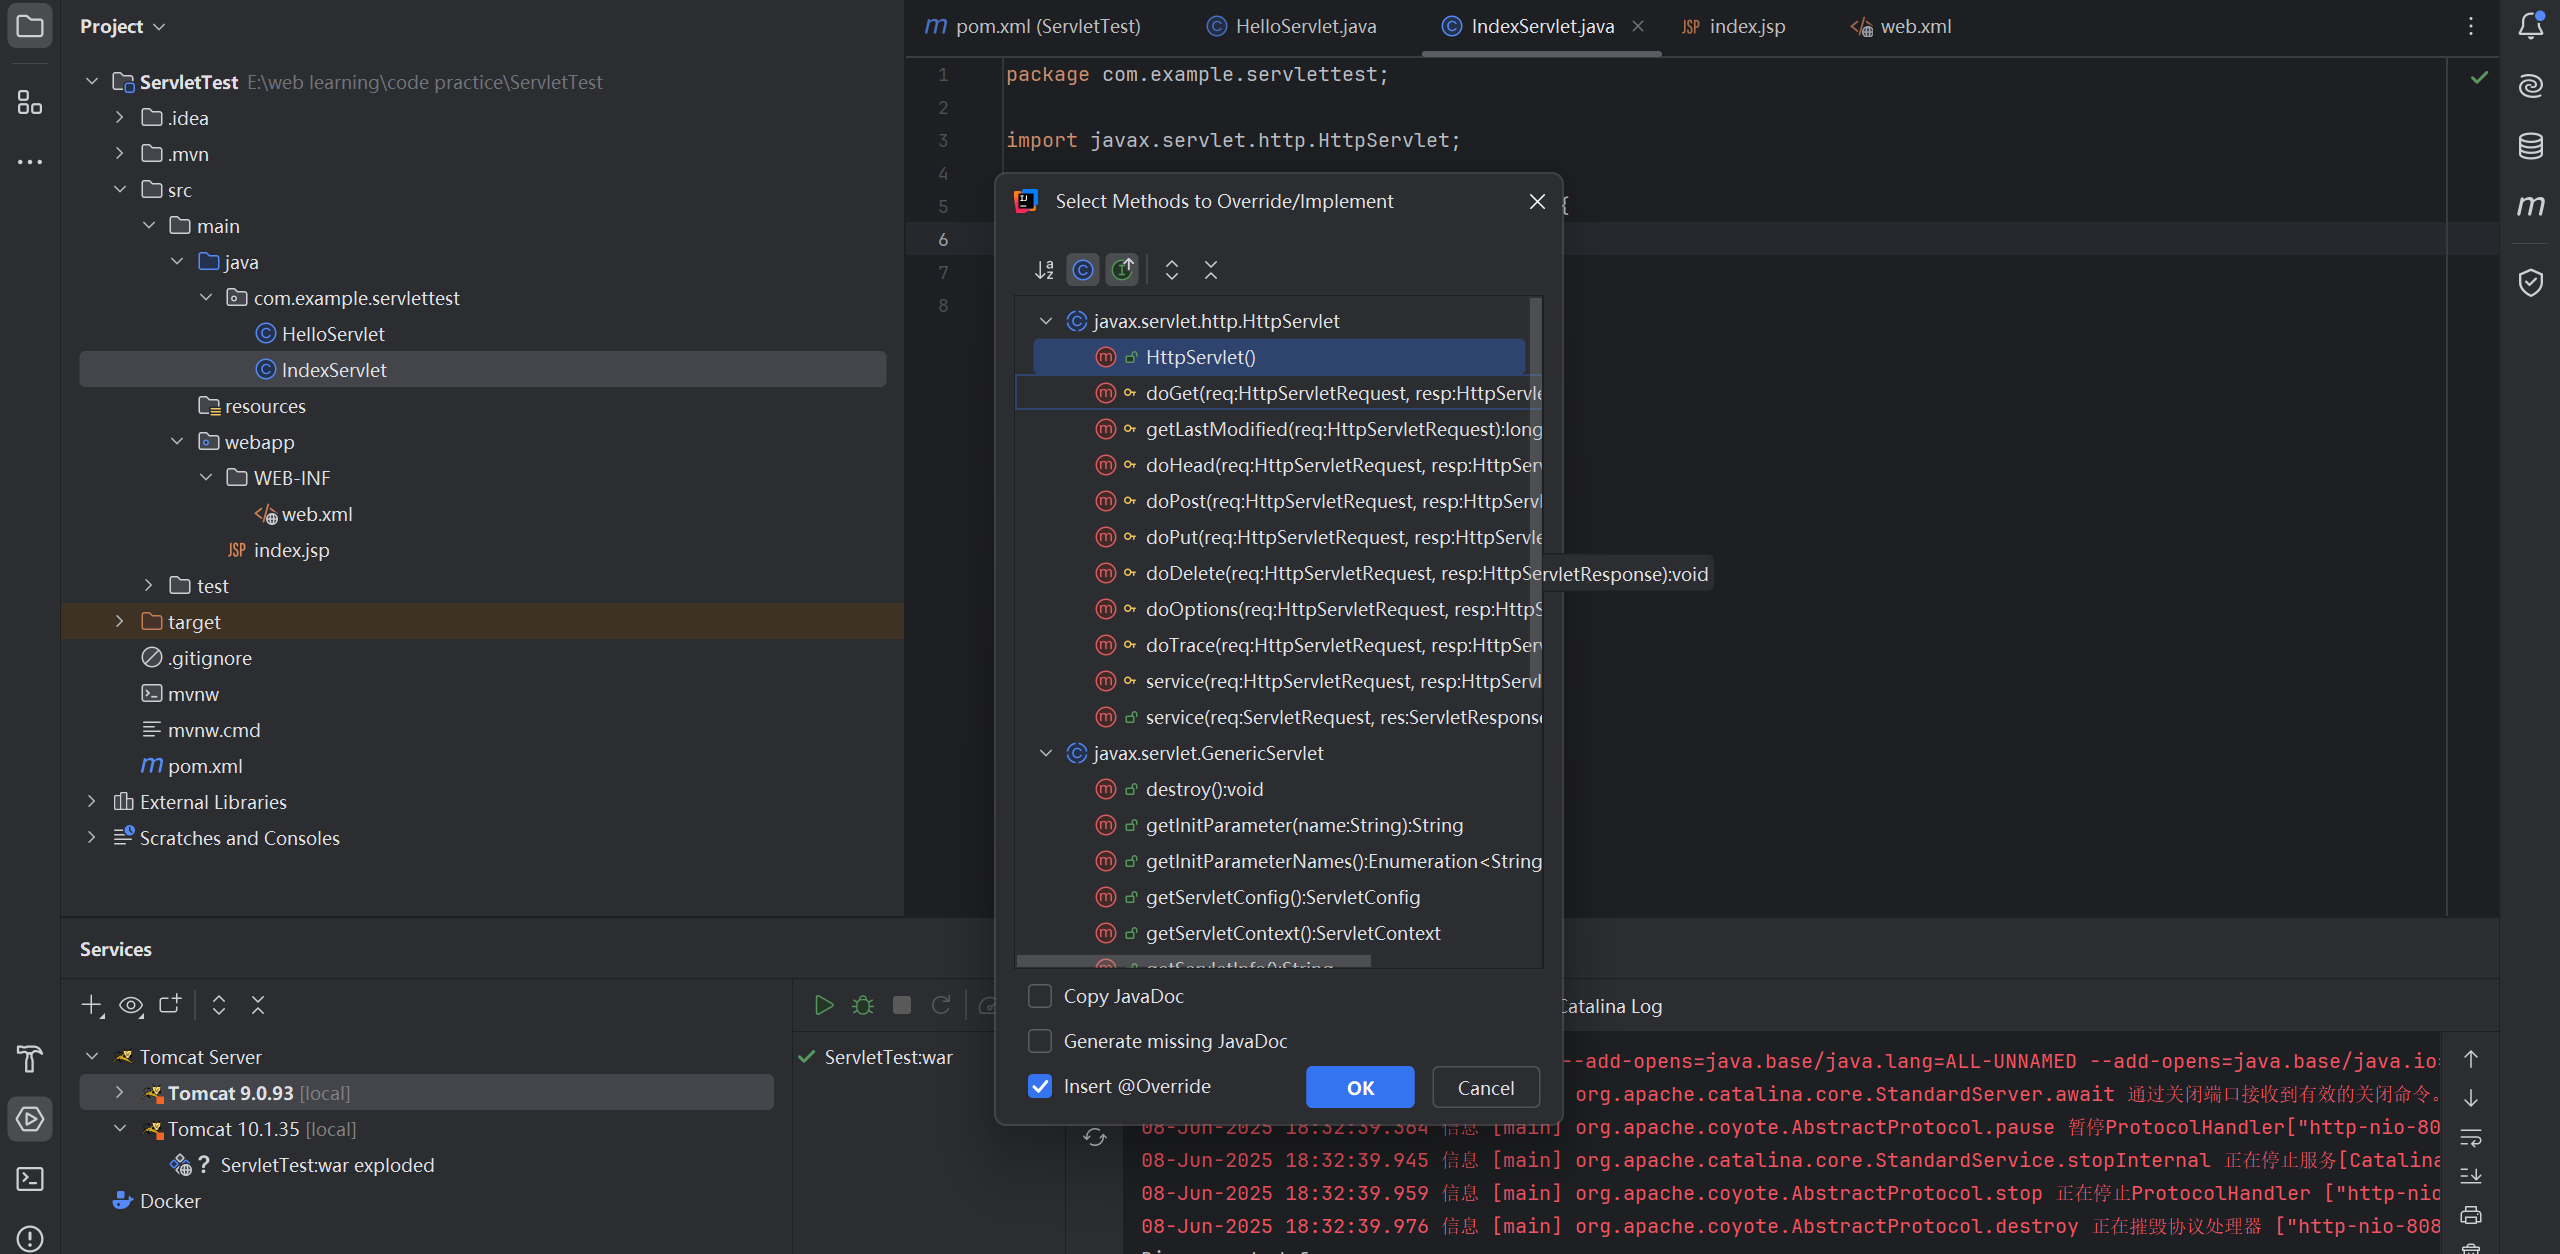 Project
ServletTest E:\web learning\code practice\ServletTest
.idea
.mvn
src
main
java
com.example.servlettest
HelloServlet
IndexServlet
resources
webapp
WEB-INF
web.xml
JSP index.jsp
test
target
.gitignore
mvnw
mvnw.cmd
m pom.xml
External Libraries
Scratches and Consoles
m pom.xml (ServletTest)
HelloServlet.java
IndexServlet.java
JSP index.jsp
web.xml
1 package com.example.servlettest;
2
3 import javax.servlet.http.HttpServlet;
4
5 {
6
7
8
Select Methods to Override/Implement
javax.servlet.http.HttpServlet
HttpServlet()
doGet(req:HttpServletRequest, resp:HttpServle
getLastModified(req:HttpServletRequest):long
doHead(req:HttpServletRequest, resp:HttpSer
doPost(req:HttpServletRequest, resp:HttpServl
doPut(req:HttpServletRequest, resp:HttpServle
doDelete(req:HttpServletRequest, resp:HttpServletResponse):void
doOptions(req:HttpServletRequest, resp:HttpS
doTrace(req:HttpServletRequest, resp:HttpSer
service(req:HttpServletRequest, resp:HttpServl
service(req:ServletRequest, res:ServletResponse
javax.servlet.GenericServlet
destroy():void
getInitParameter(name:String):String
getInitParameterNames():Enumeration<String
getServletConfig():ServletConfig
getServletContext():ServletContext
getServletInfo():String
Copy JavaDoc
Generate missing JavaDoc
Insert @Override
OK
Cancel
Services
Tomcat Server
Tomcat 9.0.93 [local]
Tomcat 10.1.35 [local]
? ServletTest:war exploded
Docker
ServletTest:war
Catalina Log
--add-opens=java.base/java.lang=ALL-UNNAMED --add-opens=java.base/java.io=
org.apache.catalina.core.StandardServer.await 通过关闭端口接收到有效的关闭命令。
08-Jun-2025 18:32:39.364 信息 [main] org.apache.coyote.AbstractProtocol.pause 暂停ProtocolHandler["http-nio-80
08-Jun-2025 18:32:39.945 信息 [main] org.apache.catalina.core.StandardService.stopInternal 正在停止服务[Catalina
08-Jun-2025 18:32:39.959 信息 [main] org.apache.coyote.AbstractProtocol.stop 正在停止ProtocolHandler ["http-nio
08-Jun-2025 18:32:39.976 信息 [main] org.apache.coyote.AbstractProtocol.destroy 正在摧毁协议处理器 ["http-nio-808